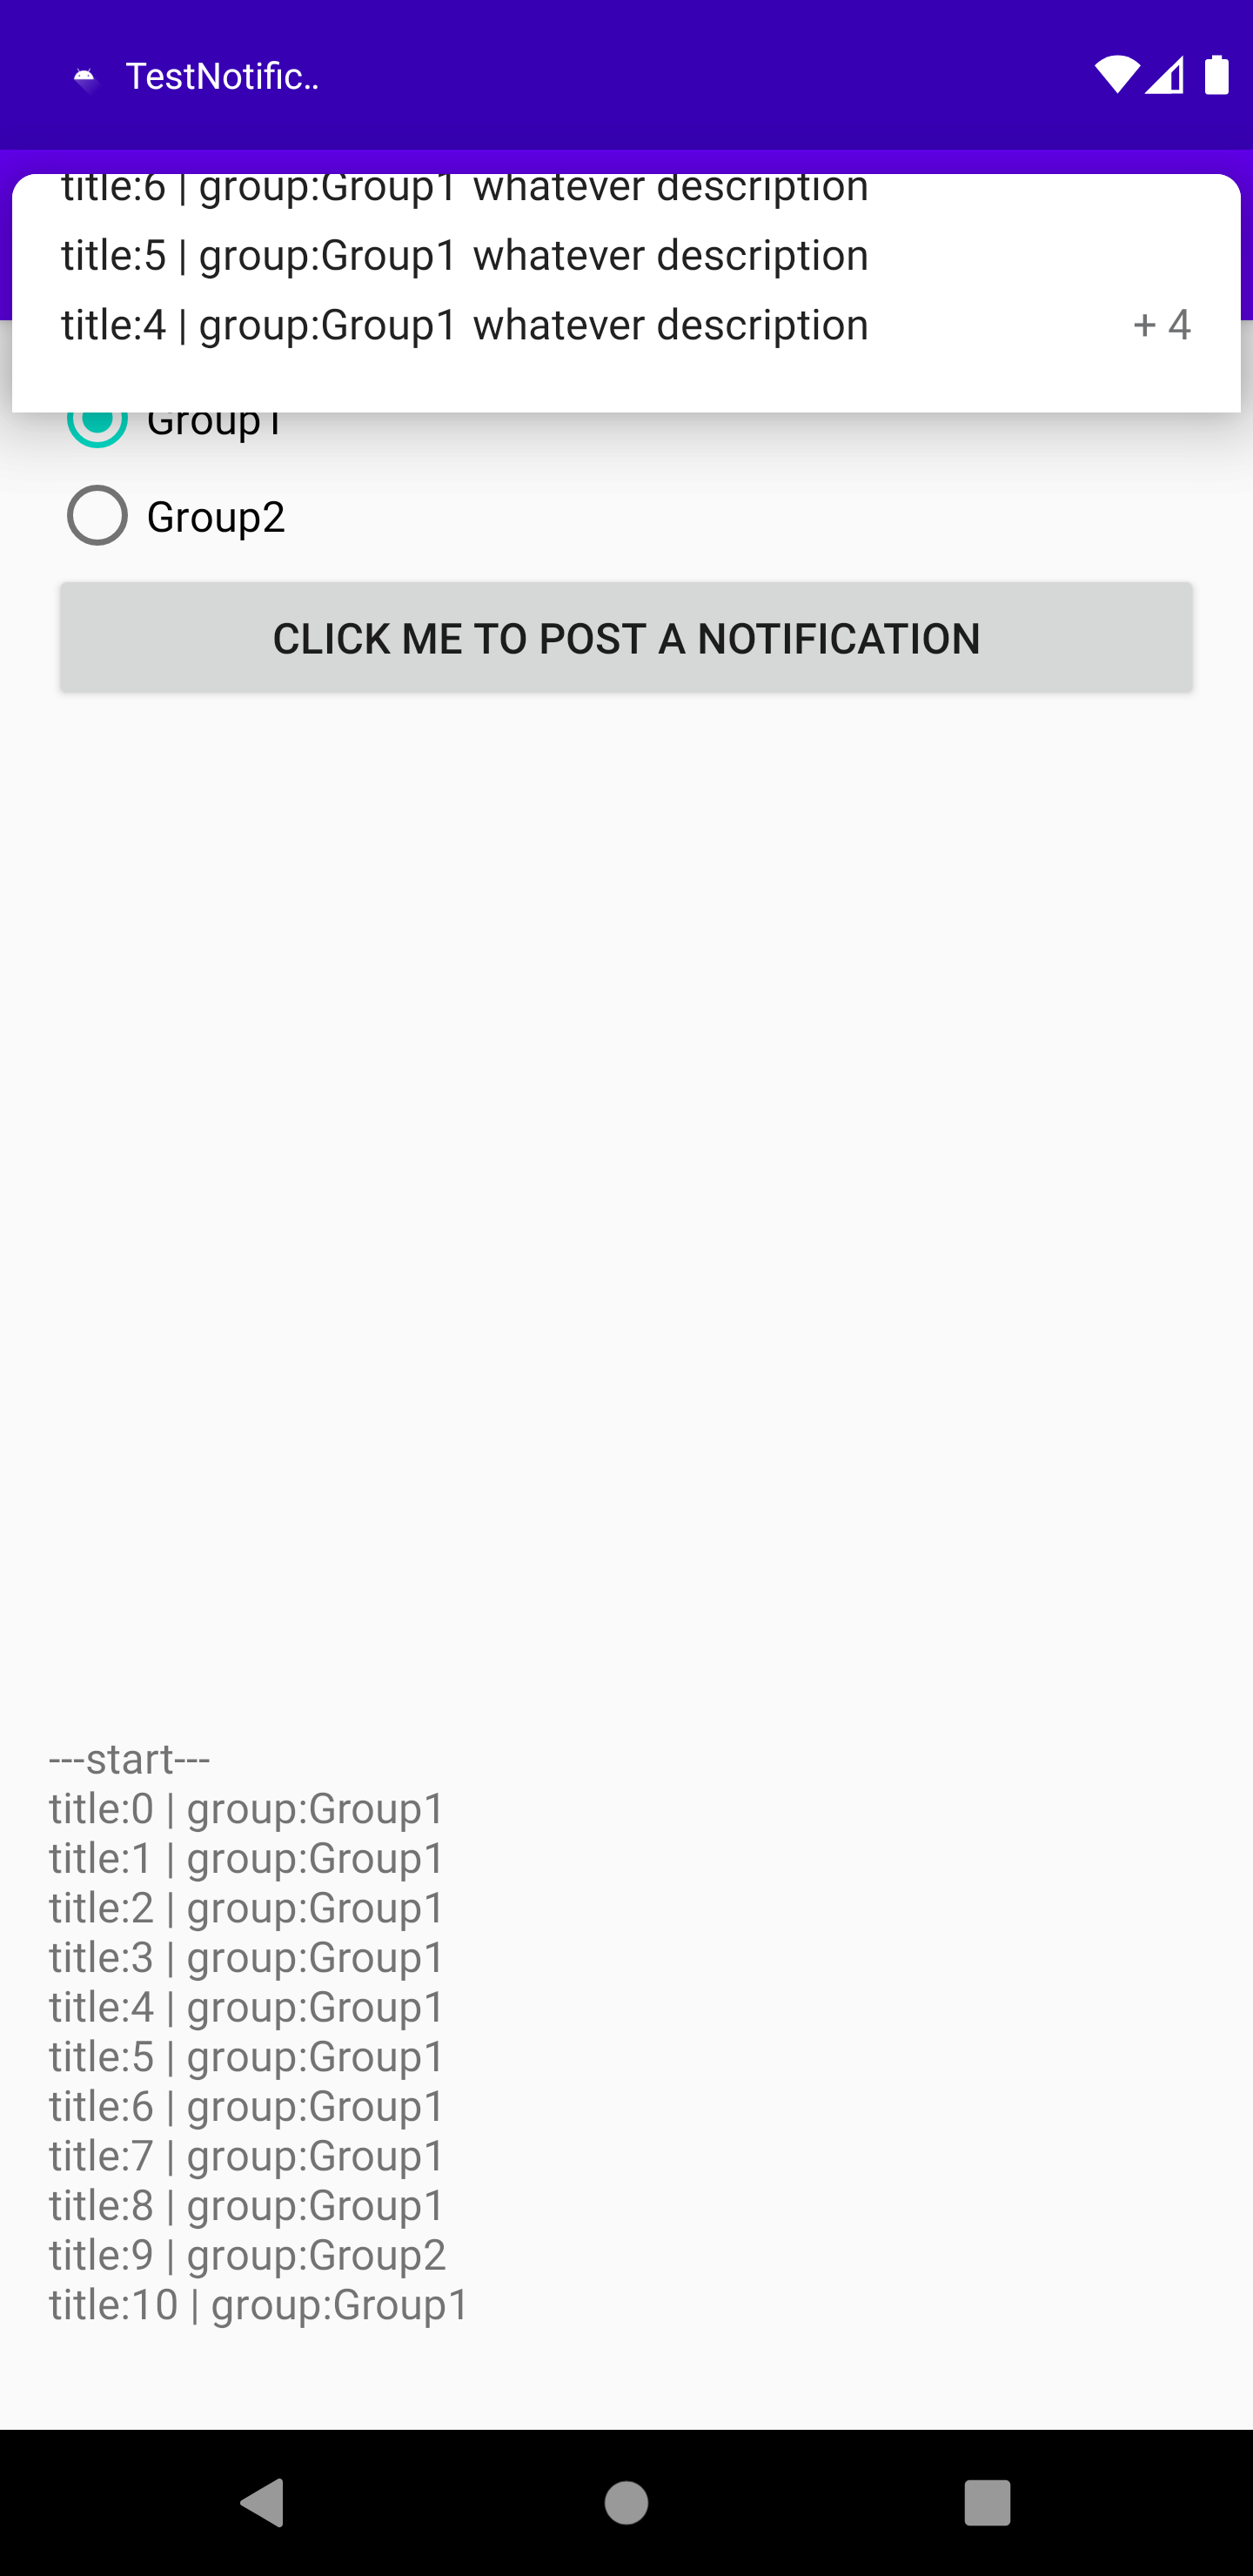 TestNotific..
title:6 | group:Group1 whatever description
title:5 | group:Group1 whatever description
title:4 | group:Group1 whatever description + 4
Group1
Group2
CLICK ME TO POST A NOTIFICATION
---start---
title:0 | group:Group1
title:1 | group:Group1
title:2 | group:Group1
title:3 | group:Group1
title:4 | group:Group1
title:5 | group:Group1
title:6 | group:Group1
title:7 | group:Group1
title:8 | group:Group1
title:9 | group:Group2
title:10 | group:Group1